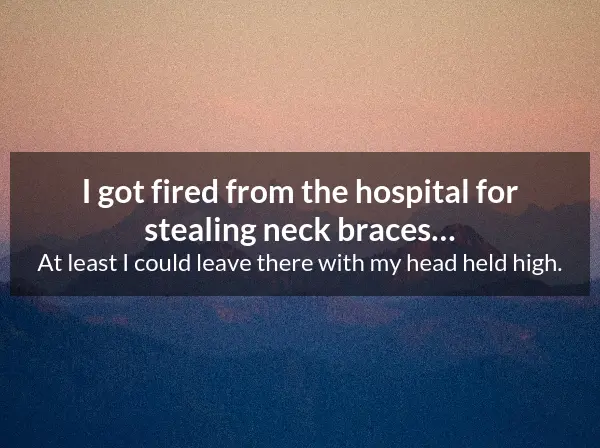 I got fired from the hospital for
stealing neck braces...
At least I could leave there with my head held high.